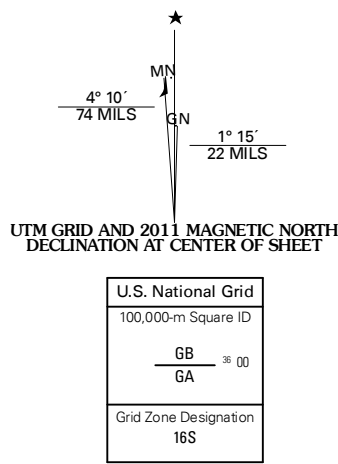 ★
MN
4° 10´
74 MILS
GN
1° 15´
22 MILS
UTM GRID AND 2011 MAGNETIC NORTH
DECLINATION AT CENTER OF SHEET
U.S. National Grid
100,000-m Square ID
GB
36 00
GA
Grid Zone Designation
16S